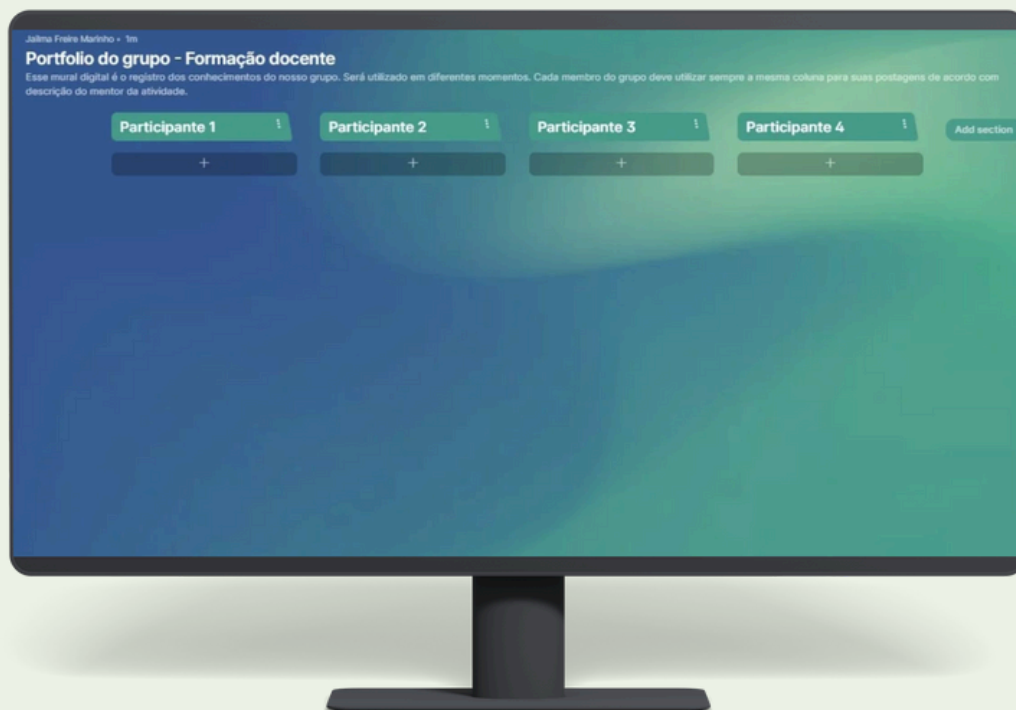 Jalima Freire Marinho • 1m
Portfolio do grupo - Formação docente
Esse mural digital é o registro dos conhecimentos do nosso grupo. Será utilizado em diferentes momentos. Cada membro do grupo deve utilizar sempre a mesma coluna para suas postagens de acordo com
descrição do mentor da atividade.
Participante 1
Participante 2
Participante 3
Participante 4
Add section